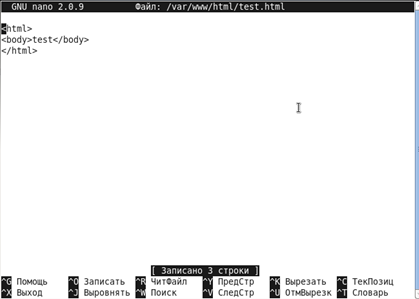 GNU nano 2.0.9 Файл: /var/www/html/test.html
<html>
<body>test</body>
</html>
[ Записано 3 строки ]
^G Помощь ^O Записать ^R ЧитФайл ^Y ПредСтр ^K Вырезать ^C ТекПозиц
^X Выход ^J Выровнять ^W Поиск ^V СледСтр ^U ОтмВырезк ^T Словарь